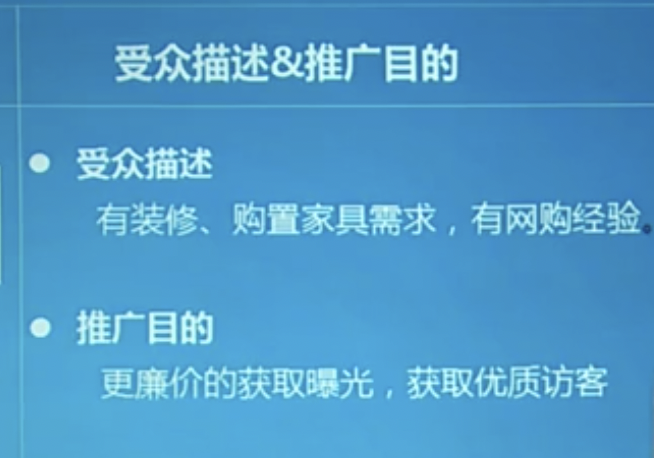 受众描述&推广目的
● 受众描述
有装修、购置家具需求，有网购经验。
● 推广目的
更廉价的获取曝光，获取优质访客